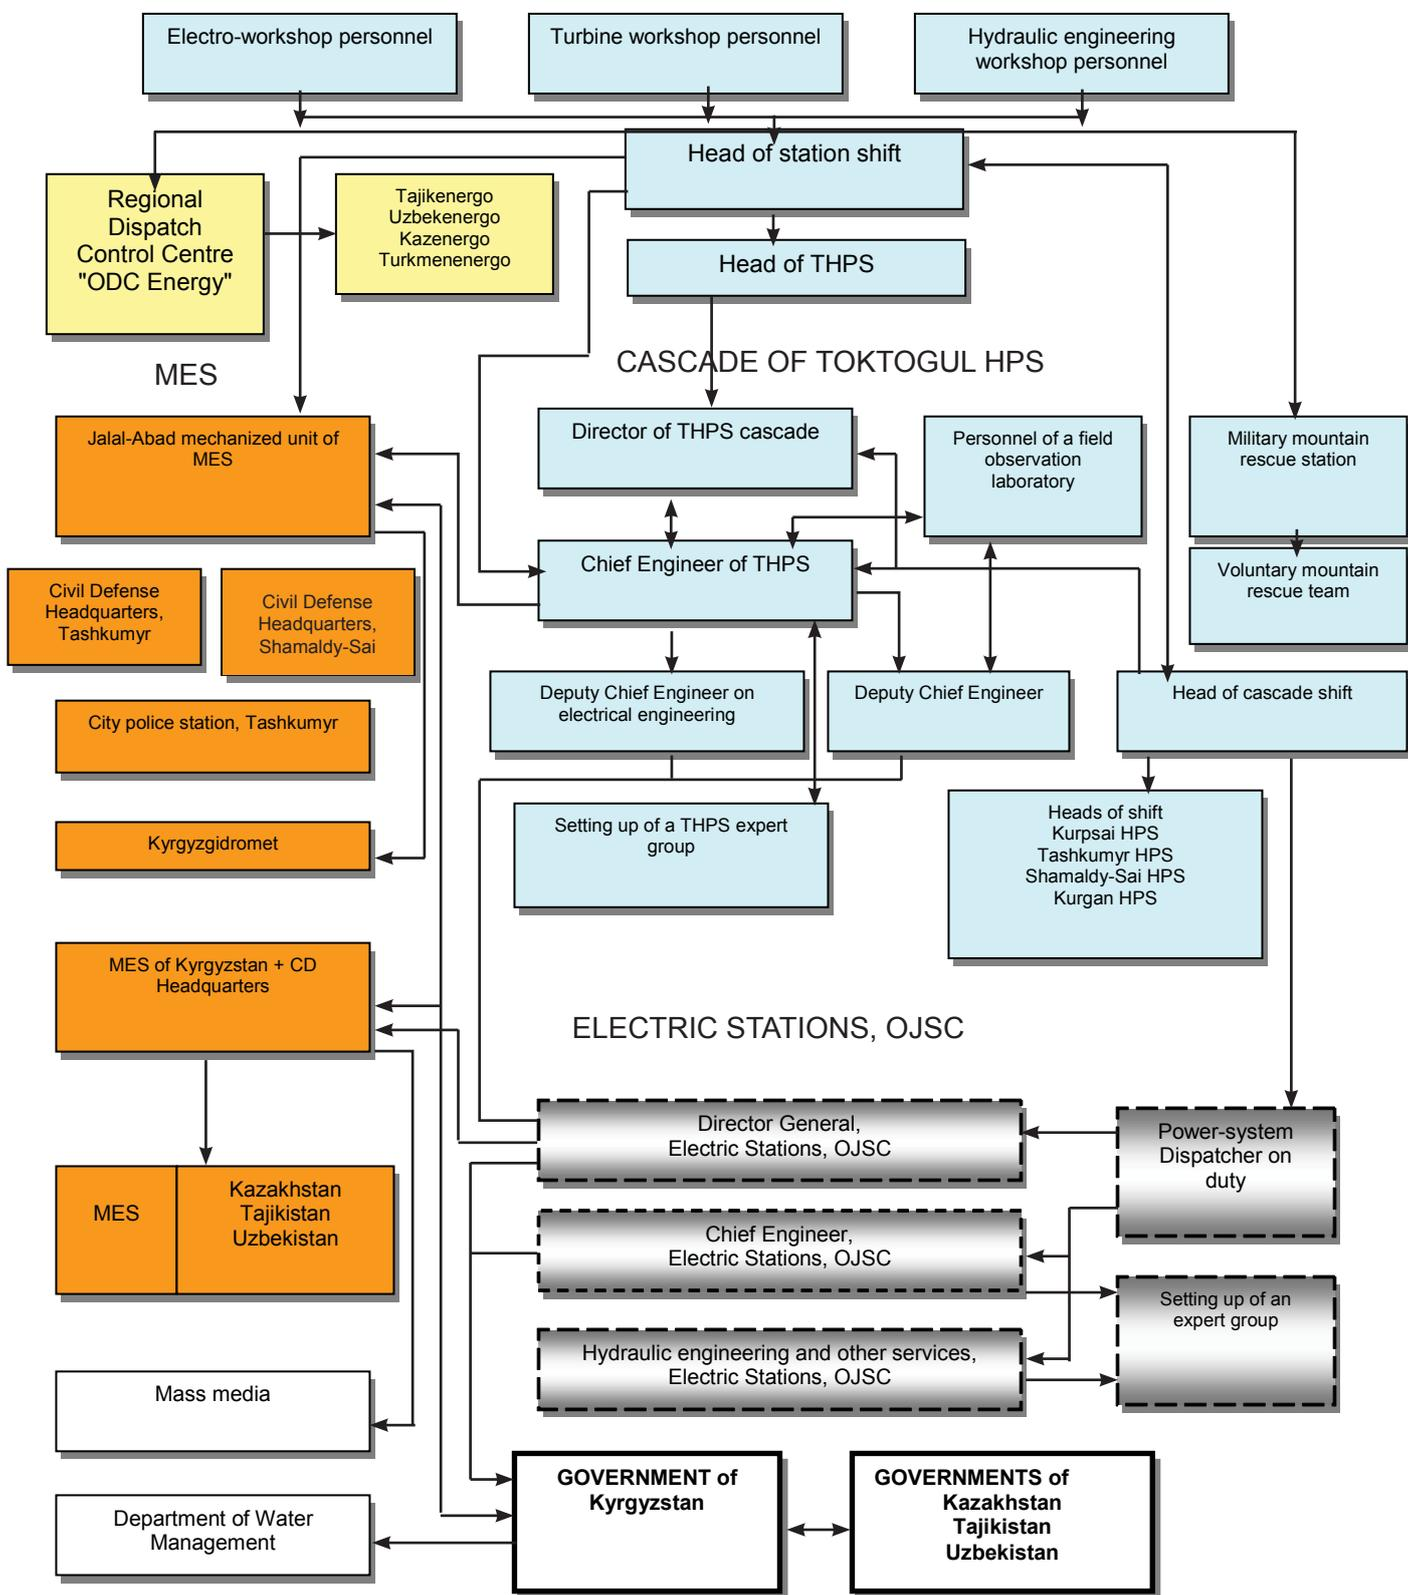 Electro-workshop personnel
Turbine workshop personnel
Hydraulic engineering
workshop personnel
Head of station shift
Regional
Dispatch
Control Centre
"ODC Energy"
Tajikenergo
Uzbekenergo
Kazenergo
Turkmenenergo
Head of THPS
MES
CASCADE OF TOKTOGUL HPS
Jalal-Abad mechanized unit of
MES
Director of THPS cascade
Personnel of a field
observation
laboratory
Military mountain
rescue station
Chief Engineer of THPS
Voluntary mountain
rescue team
Civil Defense
Headquarters,
Tashkumyr
Civil Defense
Headquarters,
Shamaldy-Sai
Deputy Chief Engineer on
electrical engineering
Deputy Chief Engineer
Head of cascade shift
City police station, Tashkumyr
Setting up of a THPS expert
group
Heads of shift
Kurpsai HPS
Tashkumyr HPS
Shamaldy-Sai HPS
Kurgan HPS
Kyrgyzgidromet
MES of Kyrgyzstan + CD
Headquarters
ELECTRIC STATIONS, OJSC
Director General,
Electric Stations, OJSC
Power-system
Dispatcher on
duty
MES
Kazakhstan
Tajikistan
Uzbekistan
Chief Engineer,
Electric Stations, OJSC
Setting up of an
expert group
Hydraulic engineering and other services,
Electric Stations, OJSC
Mass media
GOVERNMENT of
Kyrgyzstan
GOVERNMENTS of
Kazakhstan
Tajikistan
Uzbekistan
Department of Water
Management